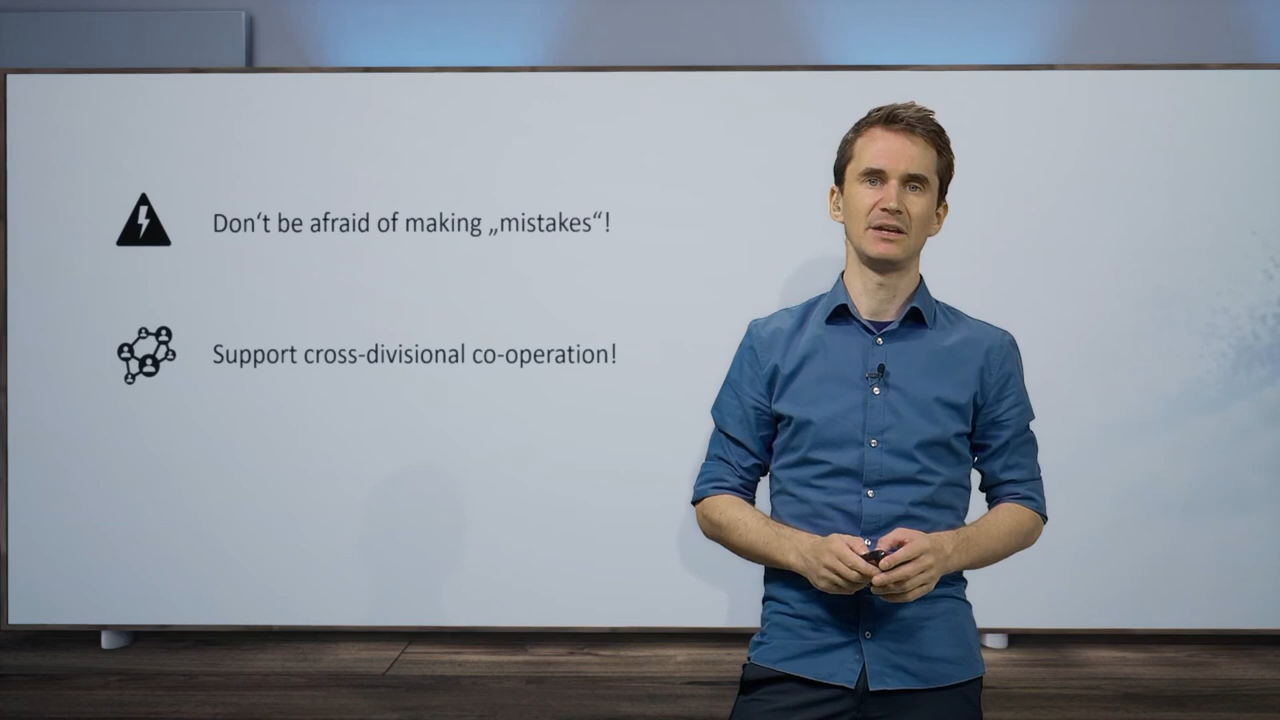 Don‘t be afraid of making „mistakes“!
Support cross-divisional co-operation!